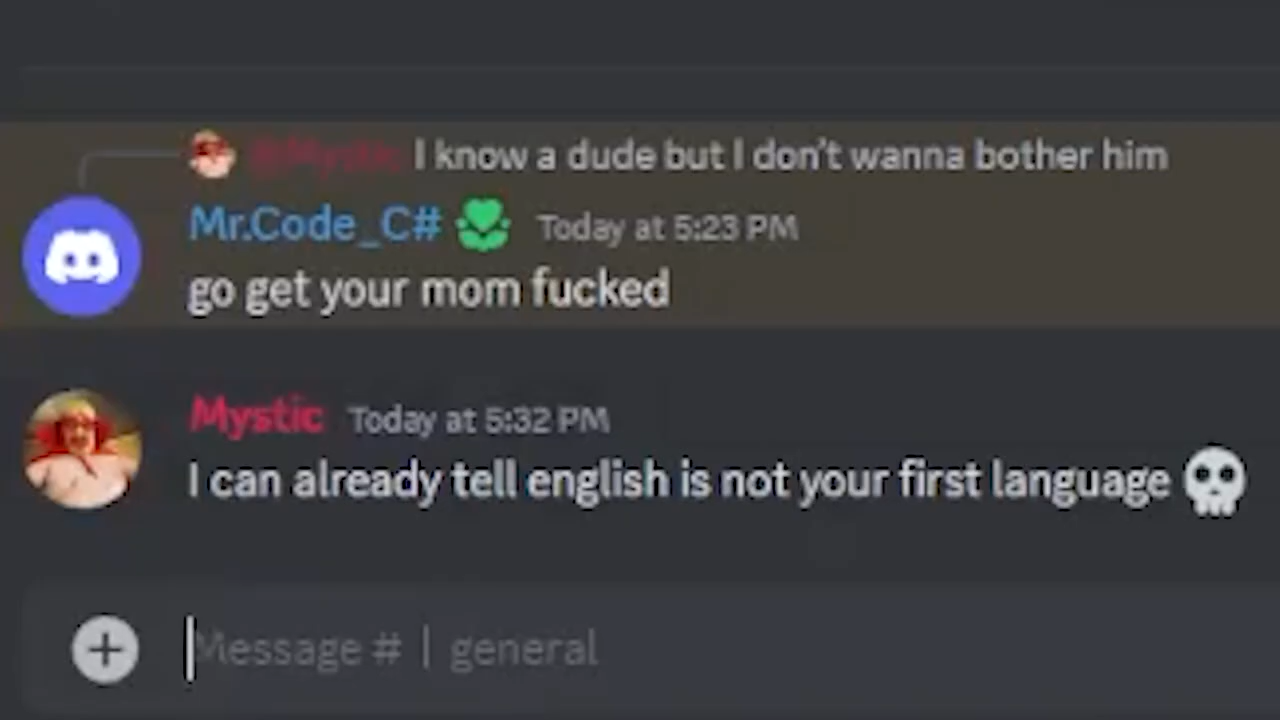 @Mystic I know a dude but I don't wanna bother him
Mr.Code_C# Today at 5:23 PM
go get your mom fucked
Mystic Today at 5:32 PM
I can already tell english is not your first language 💀
Message # | general